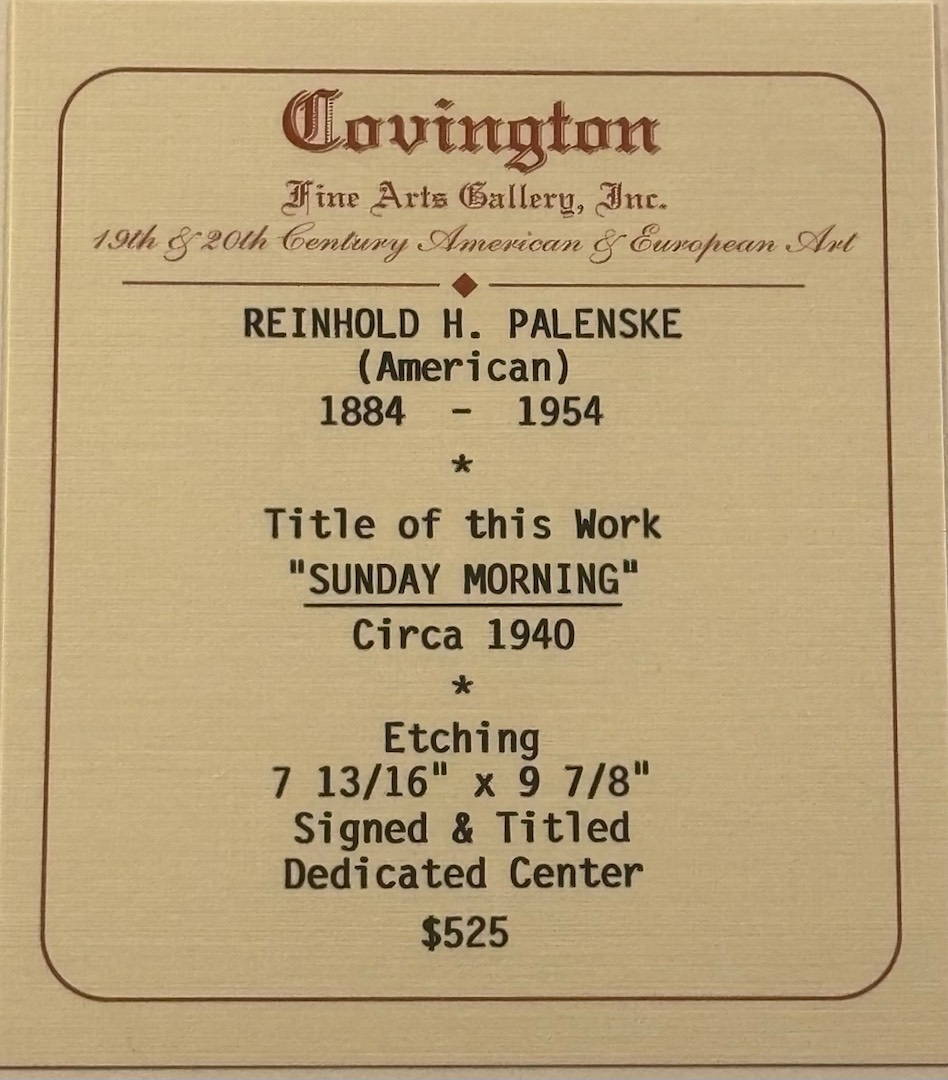 Covington
Fine Arts Gallery, Inc.
19th & 20th Century American & European Art
REINHOLD H. PALENSKE
(American)
1884 - 1954
*
Title of this Work
"SUNDAY MORNING"
Circa 1940
*
Etching
7 13/16" x 9 7/8"
Signed & Titled
Dedicated Center
$525